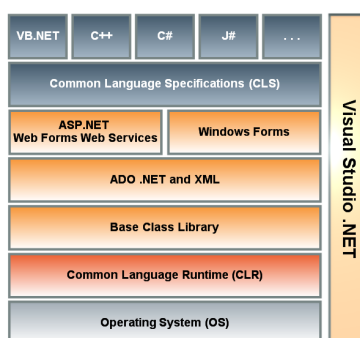 VB.NET C++ C# J# . . .
Common Language Specifications (CLS)
ASP.NET
Web Forms Web Services
Windows Forms
ADO .NET and XML
Base Class Library
Common Language Runtime (CLR)
Operating System (OS)
Visual Studio .NET